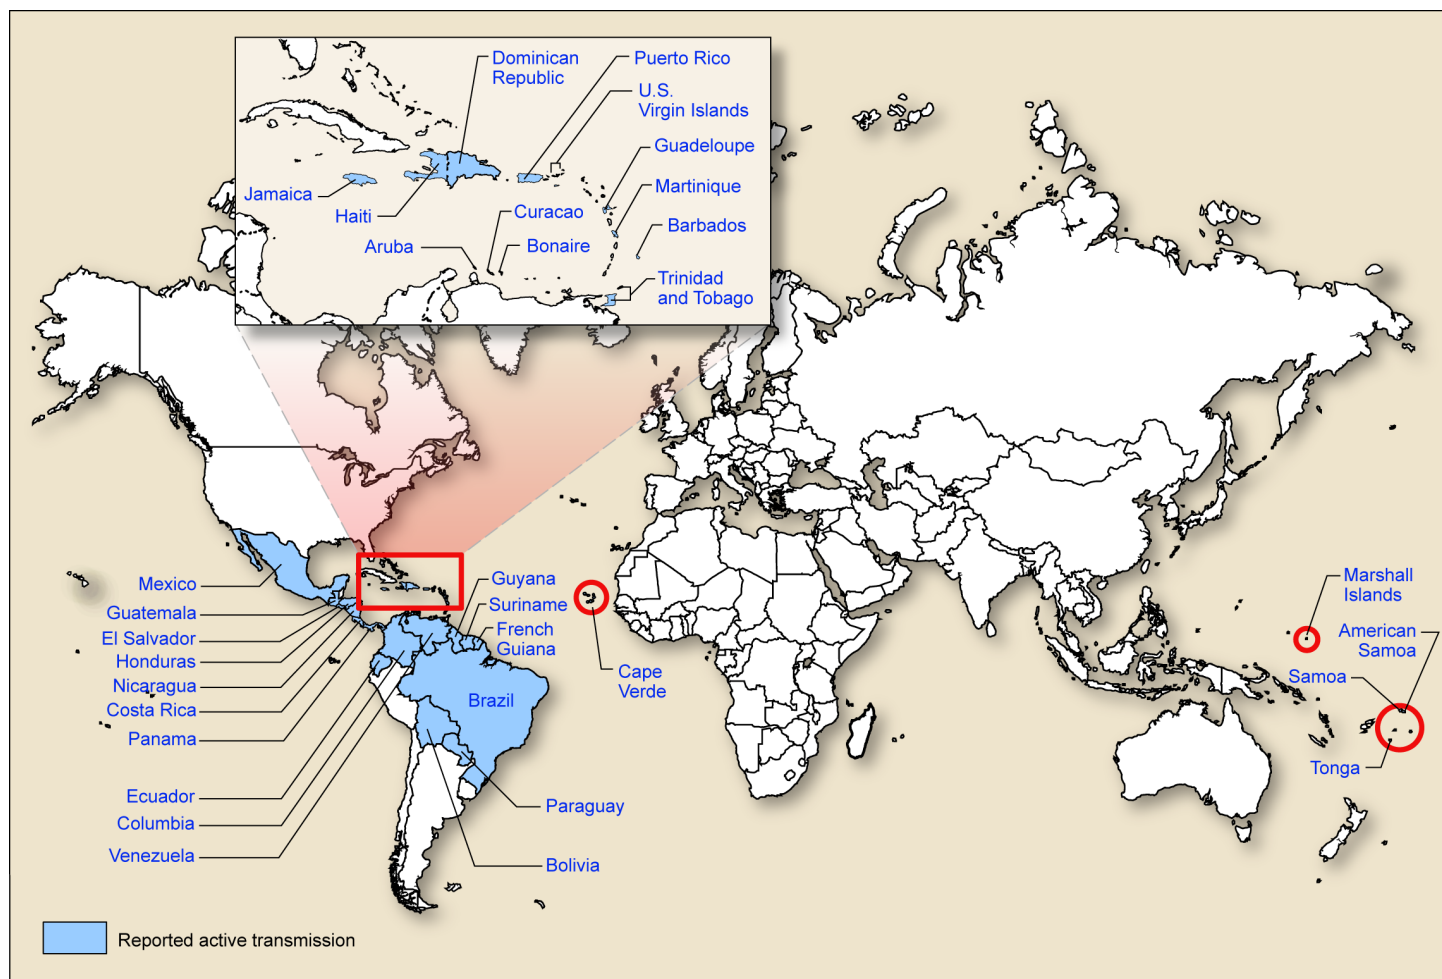 Dominican
Republic
Puerto Rico
U.S.
Virgin Islands
Guadeloupe
Martinique
Jamaica
Haiti
Curacao
Barbados
Aruba
Bonaire
Trinidad
and Tobago
Mexico
Guatemala
El Salvador
Honduras
Nicaragua
Costa Rica
Panama
Ecuador
Columbia
Venezuela
Guyana
Suriname
French
Guiana
Brazil
Paraguay
Bolivia
Cape
Verde
Marshall
Islands
American
Samoa
Samoa
Tonga
Reported active transmission